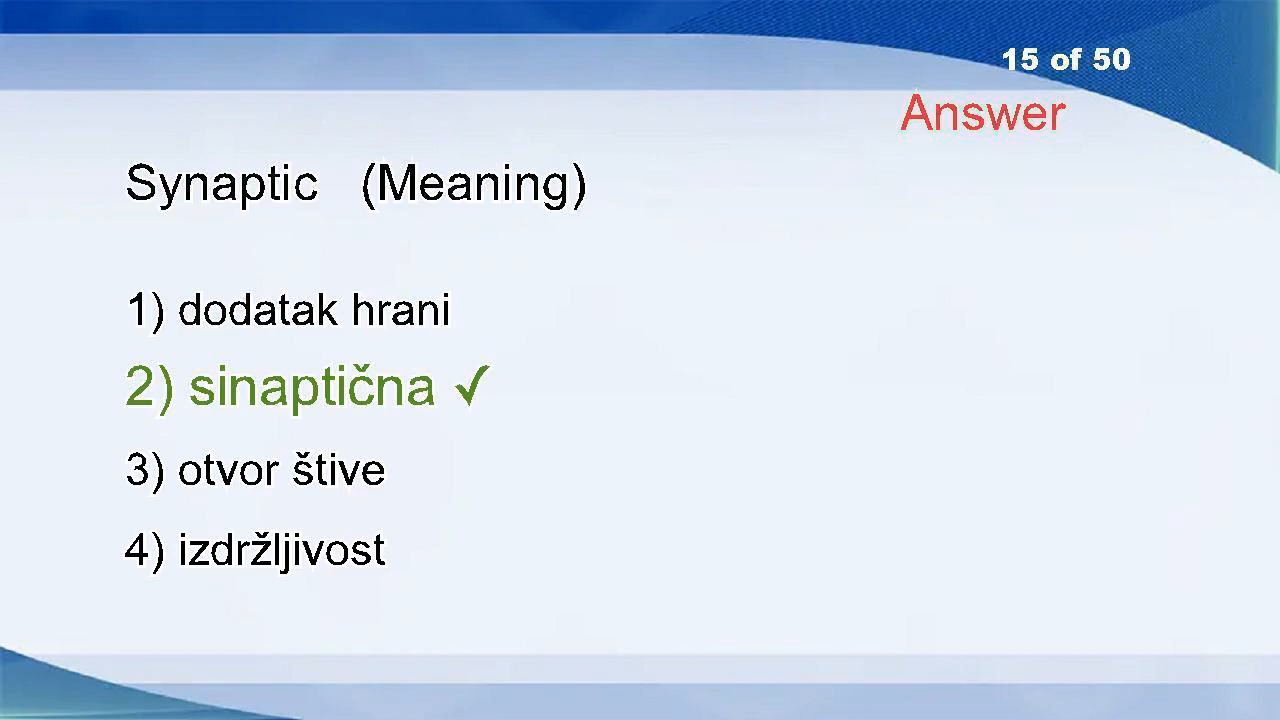 15 of 50
Answer
Synaptic (Meaning)
1) dodatak hrani
2) sinaptična ✓
3) otvor štive
4) izdržljivost